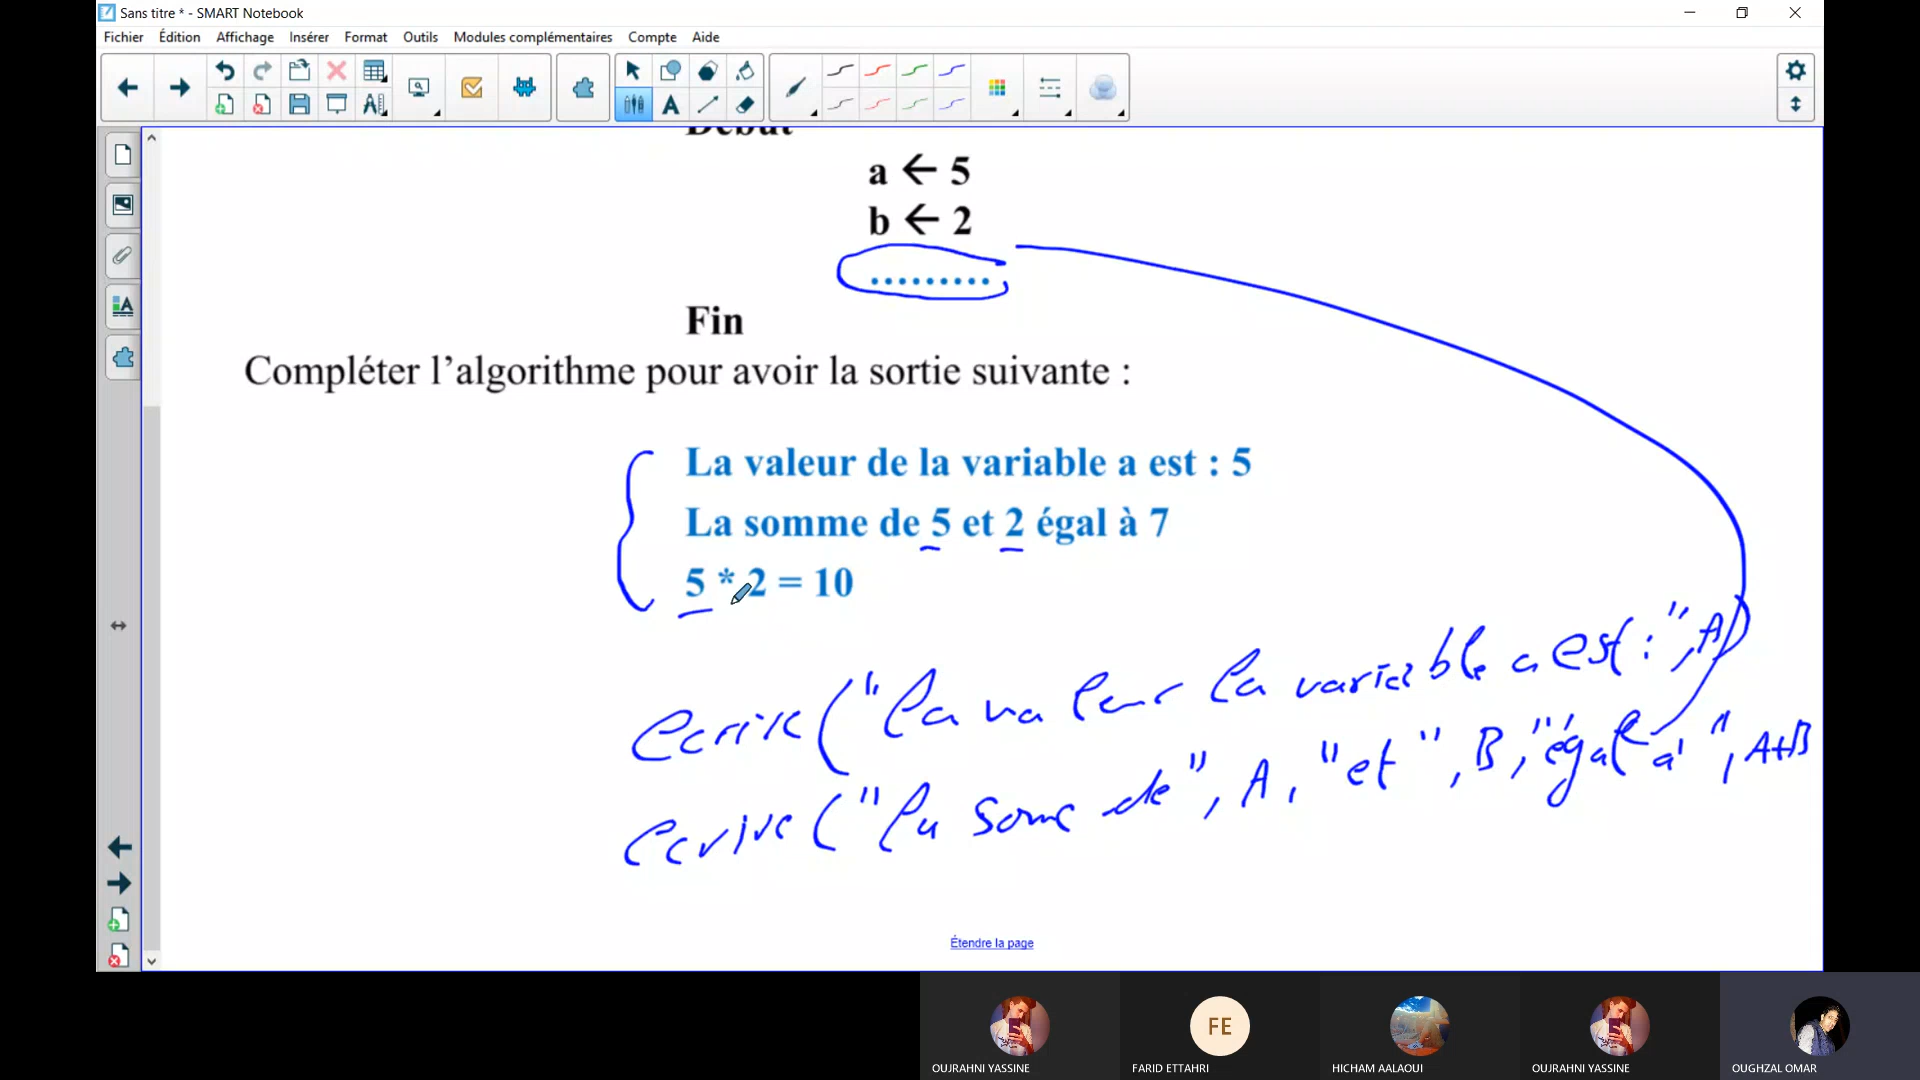 Sans titre * - SMART Notebook
Fichier Édition Affichage Insérer Format Outils Modules complémentaires Compte Aide
Début
a ← 5
b ← 2
.........
Fin
Compléter l’algorithme pour avoir la sortie suivante :
La valeur de la variable a est : 5
La somme de 5 et 2 égal à 7
5 * 2 = 10
ecrire ("la valeur la variable a est : ", A)
ecrire ("la some de", A, "et", B, "égal a'", A+B
Étendre la page
FE
OUJRAHNI YASSINE FARID ETTAHRI HICHAM AALAOUI OUJRAHNI YASSINE OUGHZAL OMAR